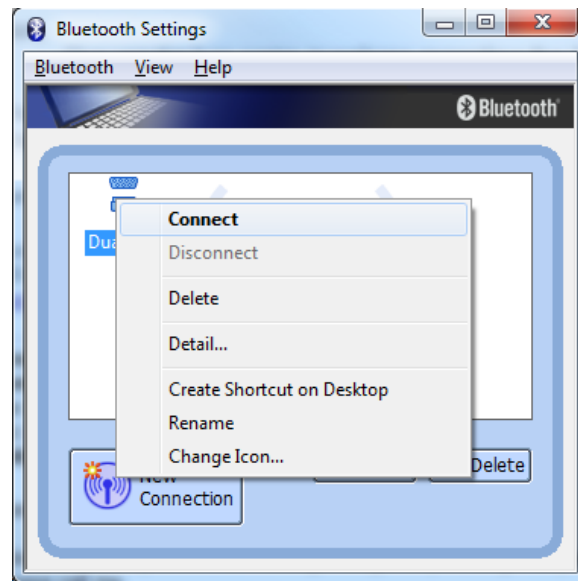 Bluetooth Settings
Bluetooth View Help
Bluetooth
Connect
Dua
Disconnect
Delete
Detail...
Create Shortcut on Desktop
Rename
Change Icon...
New
Connection
Delete